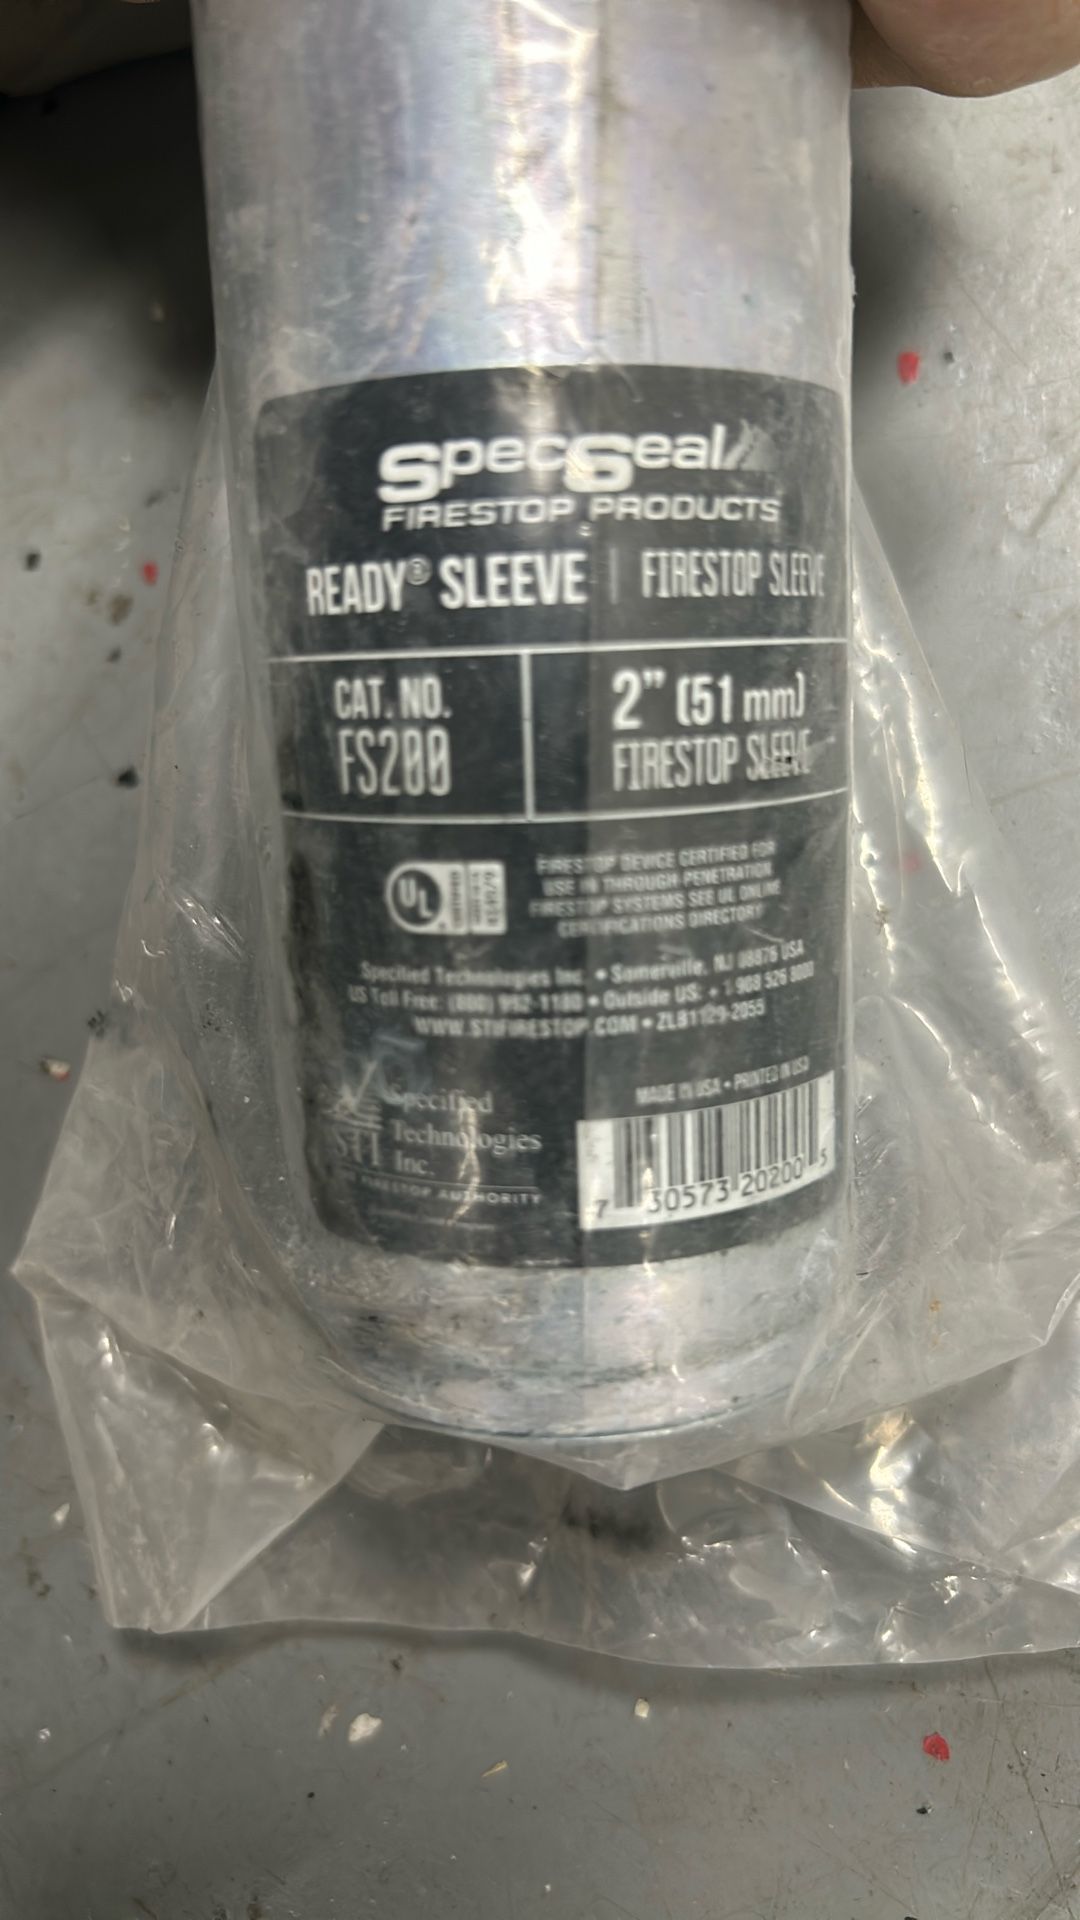 SpecSeal
FIRESTOP PRODUCTS
READY® SLEEVE | FIRESTOP SLEEVE
CAT. NO.
FS200
2" (51 mm)
FIRESTOP SLEEVE
UL
FIRESTOP DEVICE CERTIFIED FOR
USE IN THROUGH-PENETRATION
FIRESTOP SYSTEMS SEE UL ONLINE
CERTIFICATIONS DIRECTORY
Specified Technologies Inc. • Somerville, NJ 08876 USA
US Toll Free: (800) 992-1180 • Outside US: + 1-908 526 8000
WWW.STIFIRESTOP.COM • ZLB1129-2055
MADE IN USA • PRINTED IN USA
STI Specified
Technologies
Inc.
FIRESTOP AUTHORITY
7 30573 20200 5